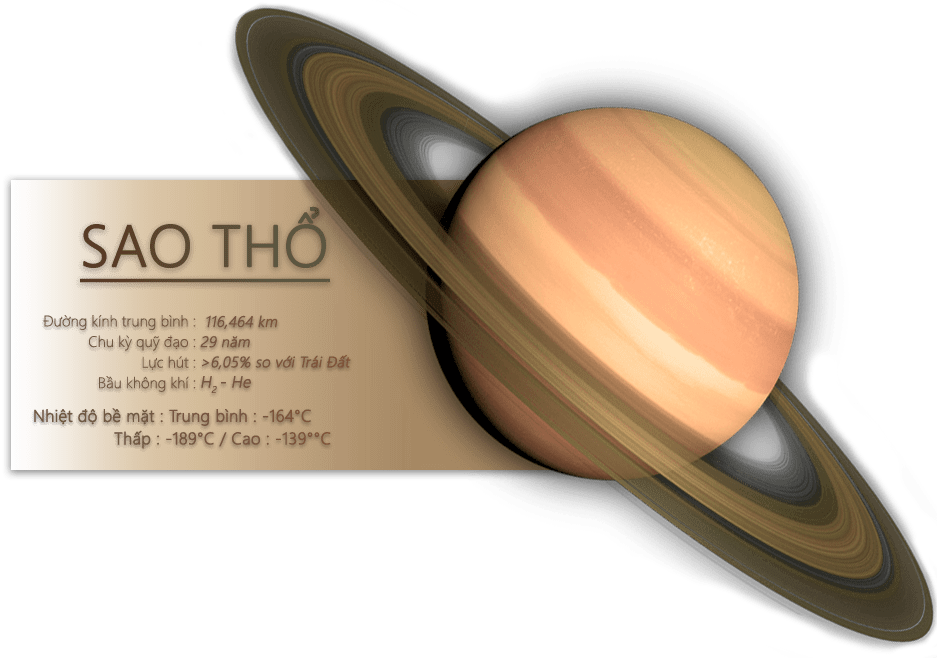 SAO THỔ
Đường kính trung bình : 116,464 km
Chu kỳ quỹ đạo : 29 năm
Lực hút : >6,05% so với Trái Đất
Bầu không khí : H₂ - He
Nhiệt độ bề mặt : Trung bình : -164°C
Thấp : -189°C / Cao : -139°°C